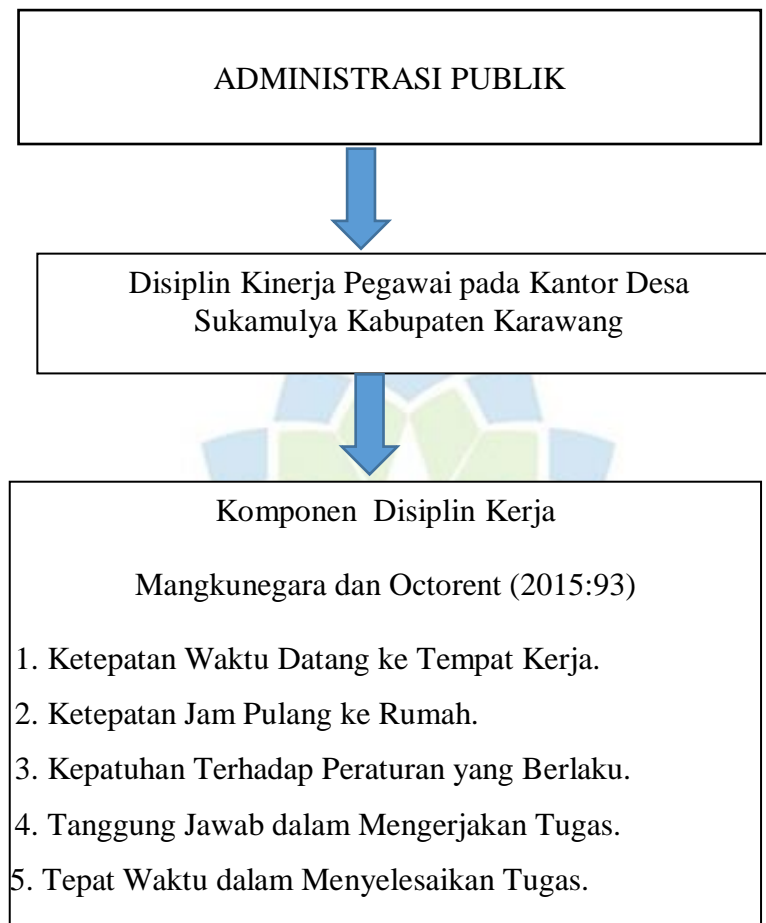 ADMINISTRASI PUBLIK
Disiplin Kinerja Pegawai pada Kantor Desa
Sukamulya Kabupaten Karawang
Komponen Disiplin Kerja
Mangkunegara dan Octorent (2015:93)
1. Ketepatan Waktu Datang ke Tempat Kerja.
2. Ketepatan Jam Pulang ke Rumah.
3. Kepatuhan Terhadap Peraturan yang Berlaku.
4. Tanggung Jawab dalam Mengerjakan Tugas.
5. Tepat Waktu dalam Menyelesaikan Tugas.